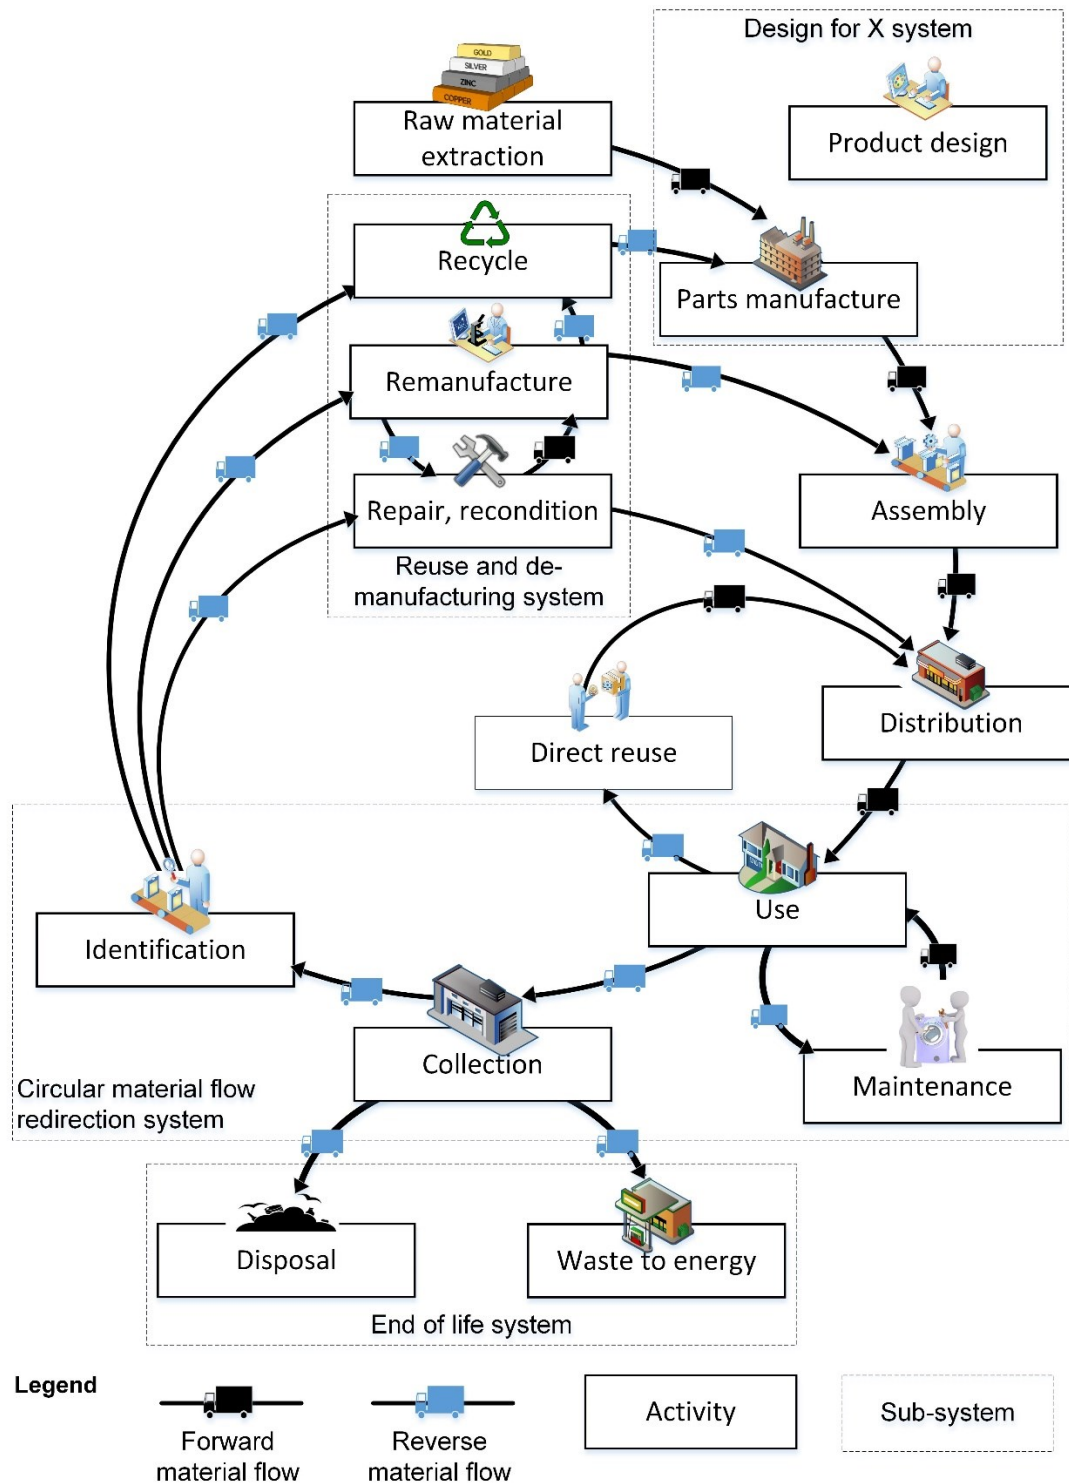 Design for X system
GOLD
SILVER
ZINC
COPPER
Raw material
extraction
Product design
Recycle
Parts manufacture
Remanufacture
Repair, recondition
Assembly
Reuse and de-
manufacturing system
Distribution
Direct reuse
Use
Identification
Collection
Maintenance
Circular material flow
redirection system
Disposal
Waste to energy
End of life system
Legend
Forward
material flow
Reverse
material flow
Activity
Sub-system